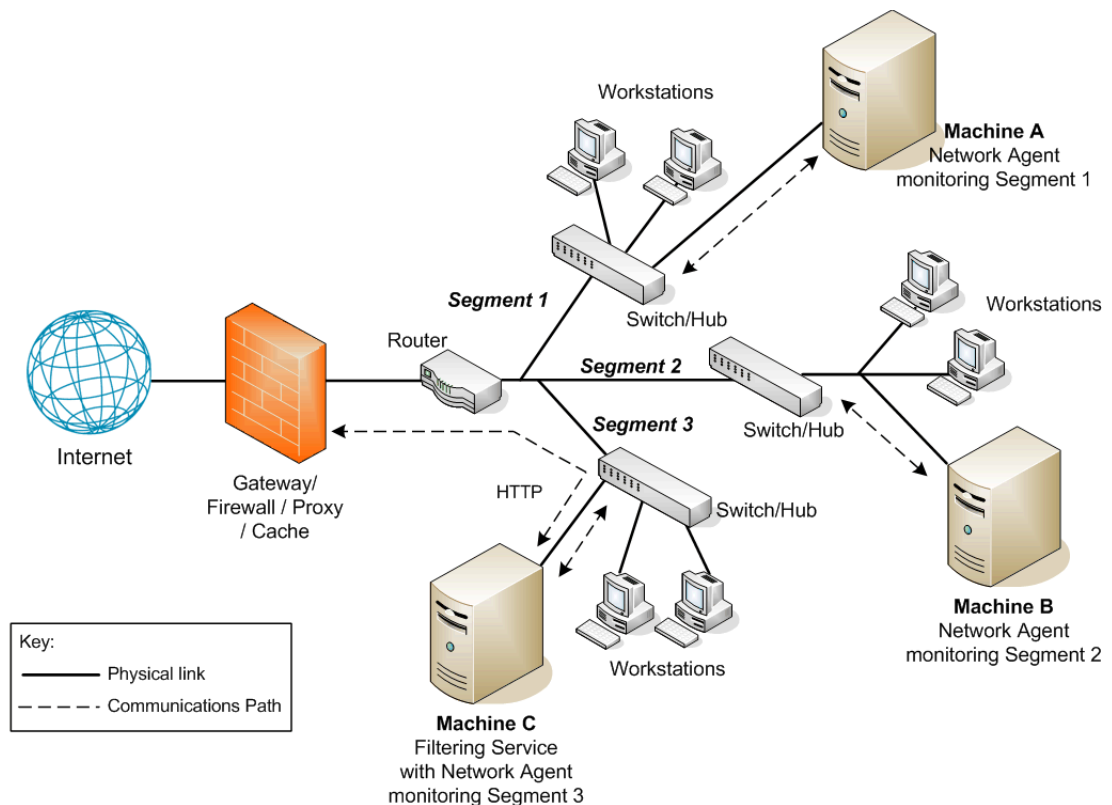 Workstations
Machine A
Network Agent
monitoring Segment 1
Segment 1
Switch/Hub
Workstations
Router
Segment 2
Internet
Gateway/
Firewall / Proxy
/ Cache
Segment 3
Switch/Hub
HTTP
Switch/Hub
Machine B
Network Agent
monitoring Segment 2
Workstations
Key:
Physical link
Communications Path
Machine C
Filtering Service
with Network Agent
monitoring Segment 3